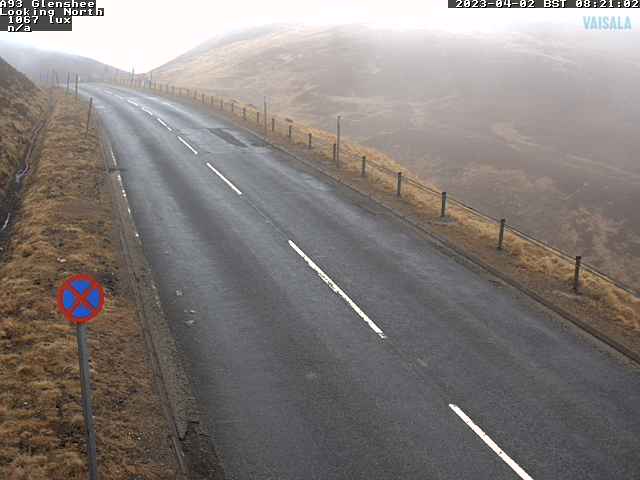 A93 Glenshee
Looking North
1067 lux
n/a
2023-04-02 BST 08:21:02
VAISALA